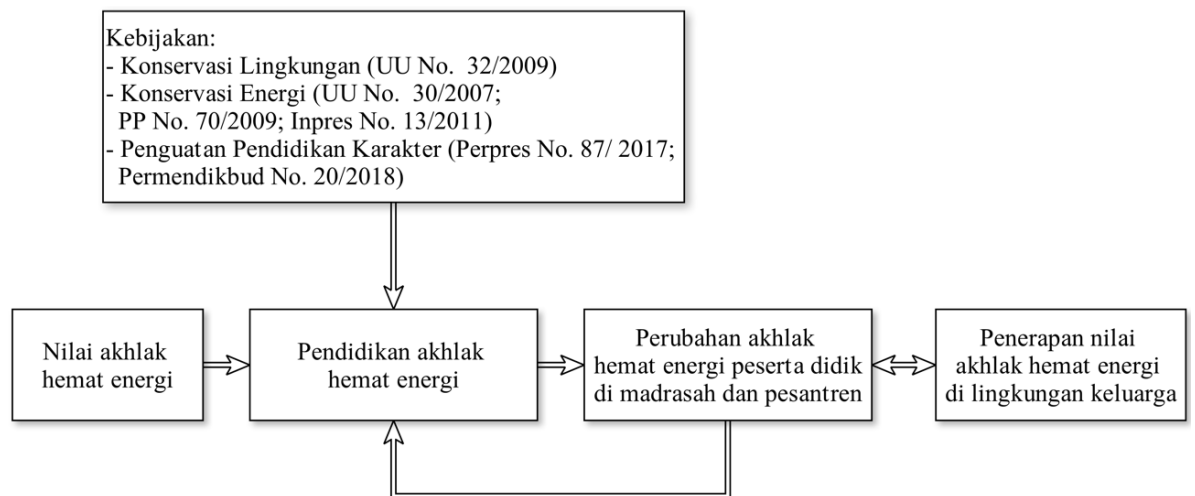 Kebijakan:
- Konservasi Lingkungan (UU No. 32/2009)
- Konservasi Energi (UU No. 30/2007;
PP No. 70/2009; Inpres No. 13/2011)
- Penguatan Pendidikan Karakter (Perpres No. 87/ 2017;
Permendikbud No. 20/2018)
Nilai akhlak
hemat energi
Pendidikan akhlak
hemat energi
Perubahan akhlak
hemat energi peserta didik
di madrasah dan pesantren
Penerapan nilai
akhlak hemat energi
di lingkungan keluarga